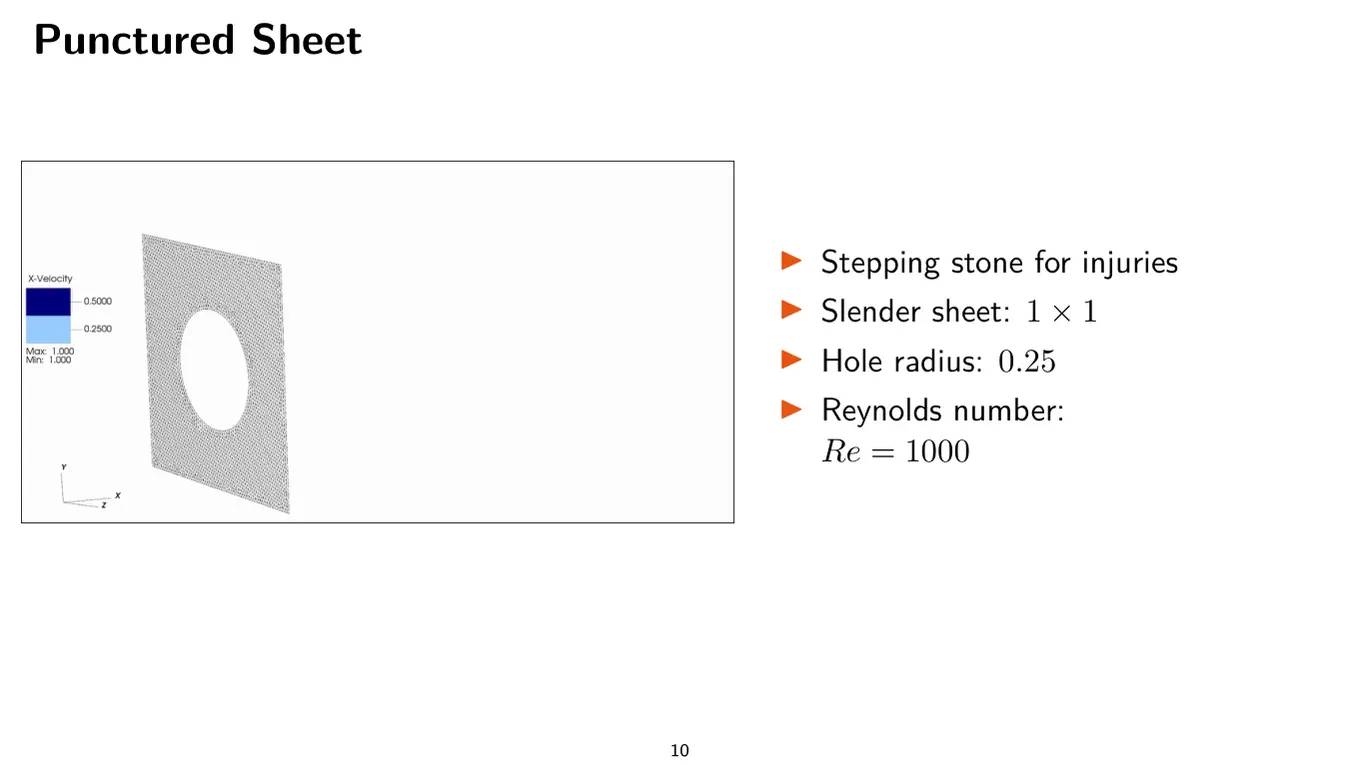 Punctured Sheet
X-Velocity
0.5000
0.2500
Max: 1.000
Min: 1.000
Y
X
Z
▶ Stepping stone for injuries
▶ Slender sheet: 1 × 1
▶ Hole radius: 0.25
▶ Reynolds number:
Re = 1000
10